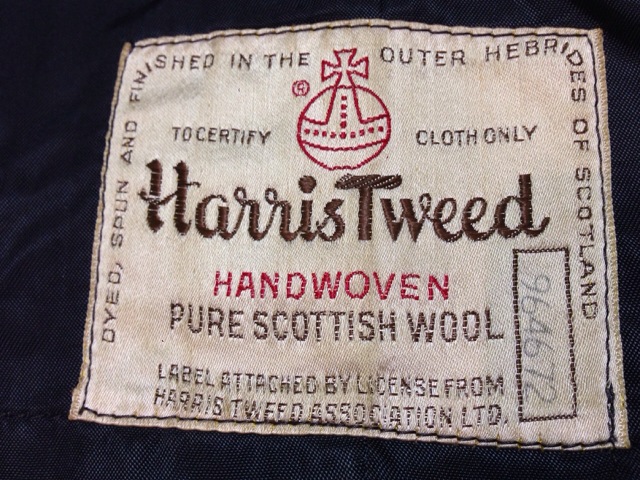 DYED, SPUN AND FINISHED IN THE OUTER HEBRIDES OF SCOTLAND
®
TO CERTIFY CLOTH ONLY
Harris Tweed
HANDWOVEN
PURE SCOTTISH WOOL
LABEL ATTACHED BY LICENSE FROM
HARRIS TWEED ASSOCIATION LTD.
964672